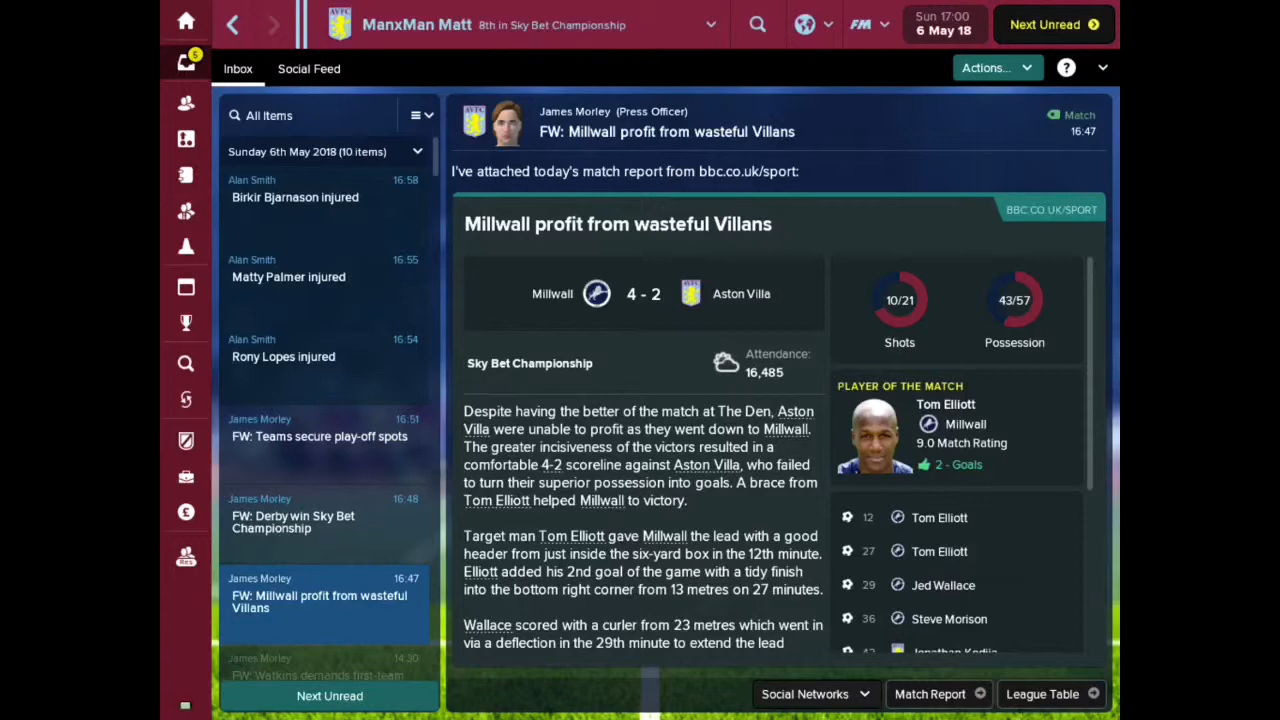 ManxMan Matt 8th in Sky Bet Championship
FM
Sun 17:00
6 May 18
Next Unread
5
Inbox
Social Feed
Actions...
?
All Items
Sunday 6th May 2018 (10 items)
Alan Smith 16:58
Birkir Bjarnason injured
Alan Smith 16:55
Matty Palmer injured
Alan Smith 16:54
Rony Lopes injured
James Morley 16:51
FW: Teams secure play-off spots
James Morley 16:48
FW: Derby win Sky Bet
Championship
James Morley 16:47
FW: Millwall profit from wasteful
Villans
James Morley 14:30
FW: Watkins demands first-team
Next Unread
James Morley (Press Officer)
FW: Millwall profit from wasteful Villans
Match
16:47
I've attached today's match report from bbc.co.uk/sport:
BBC.CO.UK/SPORT
Millwall profit from wasteful Villans
Millwall 4 - 2 Aston Villa
Sky Bet Championship
Attendance:
16,485
Despite having the better of the match at The Den, Aston
Villa were unable to profit as they went down to Millwall.
The greater incisiveness of the victors resulted in a
comfortable 4-2 scoreline against Aston Villa, who failed
to turn their superior possession into goals. A brace from
Tom Elliott helped Millwall to victory.
Target man Tom Elliott gave Millwall the lead with a good
header from just inside the six-yard box in the 12th minute.
Elliott added his 2nd goal of the game with a tidy finish
into the bottom right corner from 13 metres on 27 minutes.
Wallace scored with a curler from 23 metres which went in
via a deflection in the 29th minute to extend the lead
10/21
Shots
43/57
Possession
PLAYER OF THE MATCH
Tom Elliott
Millwall
9.0 Match Rating
2 - Goals
12 Tom Elliott
27 Tom Elliott
29 Jed Wallace
36 Steve Morison
42 Jonathan Kodjia
Social Networks
Match Report
League Table